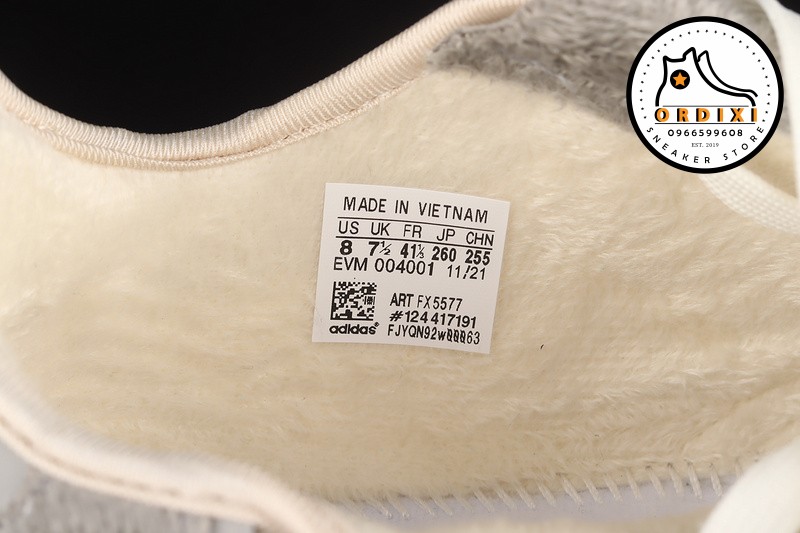 ORDIXI
0966599608
EST. 2019
SNEAKER STORE
MADE IN VIETNAM
US UK FR JP CHN
8 7½ 41⅓ 260 255
EVM 004001 11/21
ART FX5577
#124417191
adidas® FJYQN92wQQQ63